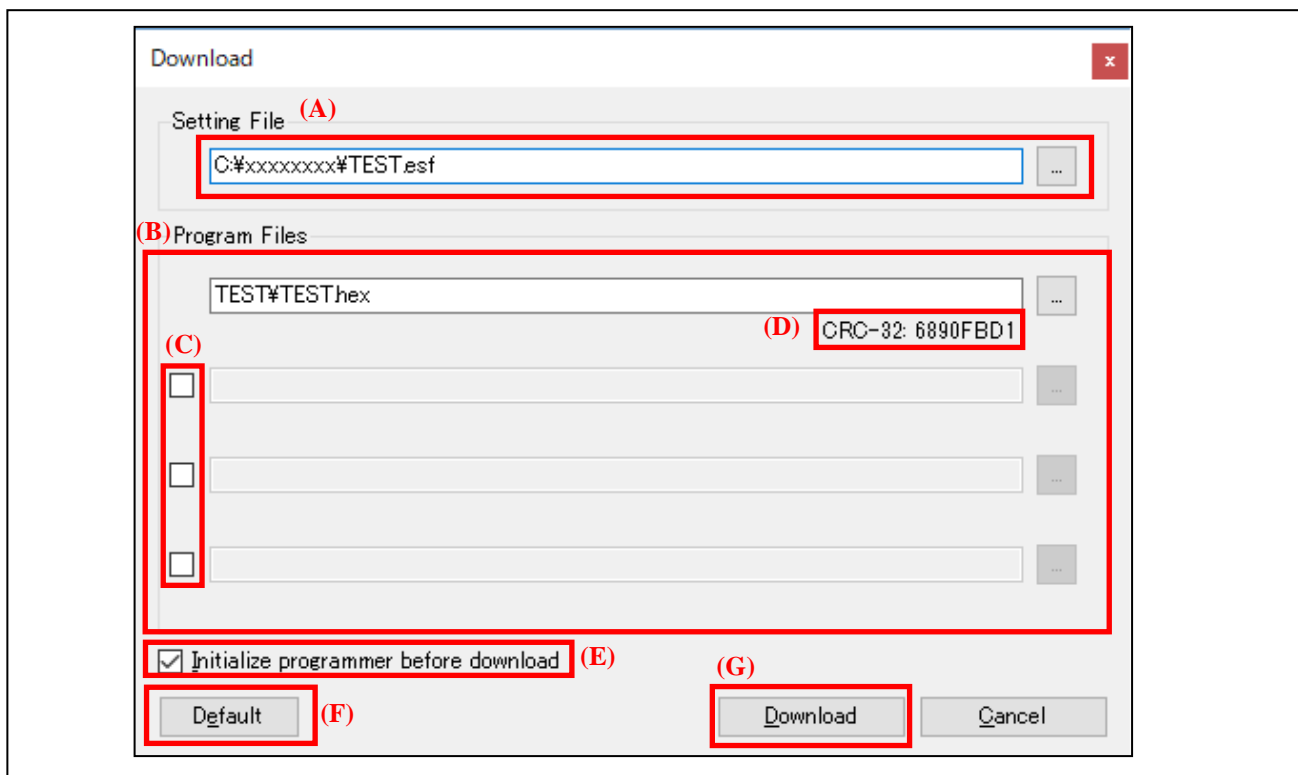 Download
x
Setting File (A)
C:¥xxxxxxxx¥TEST.esf ...
(B) Program Files
TEST¥TEST.hex ...
(D) CRC-32: 6890FBD1
(C)
...
...
...
Initialize programmer before download (E)
(G)
Default (F) Download Cancel